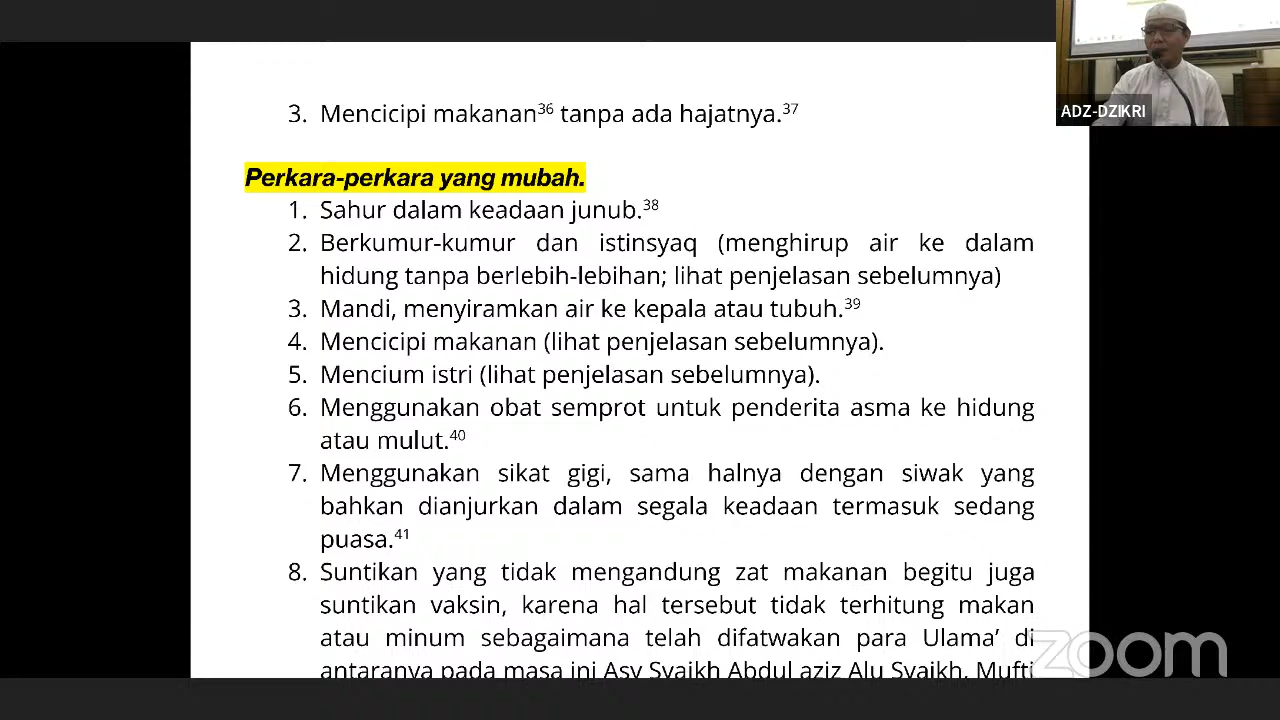 3. Mencicipi makanan³⁶ tanpa ada hajatnya.³⁷
Perkara-perkara yang mubah.
1. Sahur dalam keadaan junub.³⁸
2. Berkumur-kumur dan istinsyaq (menghirup air ke dalam
hidung tanpa berlebih-lebihan; lihat penjelasan sebelumnya)
3. Mandi, menyiramkan air ke kepala atau tubuh.³⁹
4. Mencicipi makanan (lihat penjelasan sebelumnya).
5. Mencium istri (lihat penjelasan sebelumnya).
6. Menggunakan obat semprot untuk penderita asma ke hidung
atau mulut.⁴⁰
7. Menggunakan sikat gigi, sama halnya dengan siwak yang
bahkan dianjurkan dalam segala keadaan termasuk sedang
puasa.⁴¹
8. Suntikan yang tidak mengandung zat makanan begitu juga
suntikan vaksin, karena hal tersebut tidak terhitung makan
atau minum sebagaimana telah difatwakan para Ulama’ di
antaranya pada masa ini Asy Syaikh Abdul aziz Alu Syaikh, Mufti
ADZ-DZIKRI
zoom